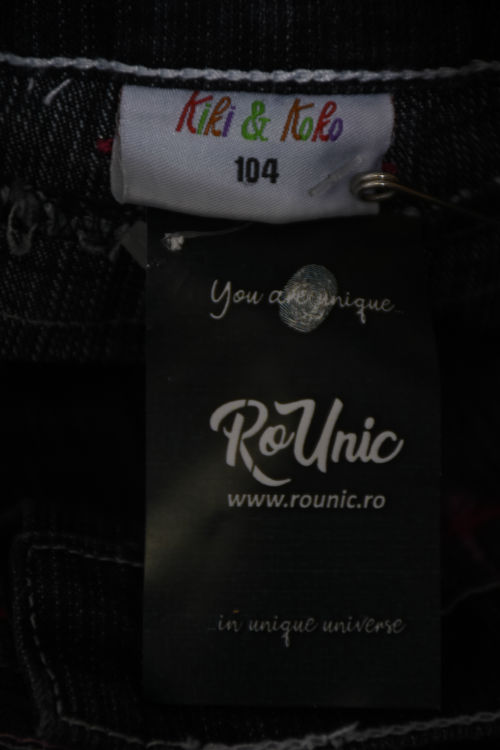 Kiki & Koko
104
You are unique...
RoUnic
www.rounic.ro
...in unique universe